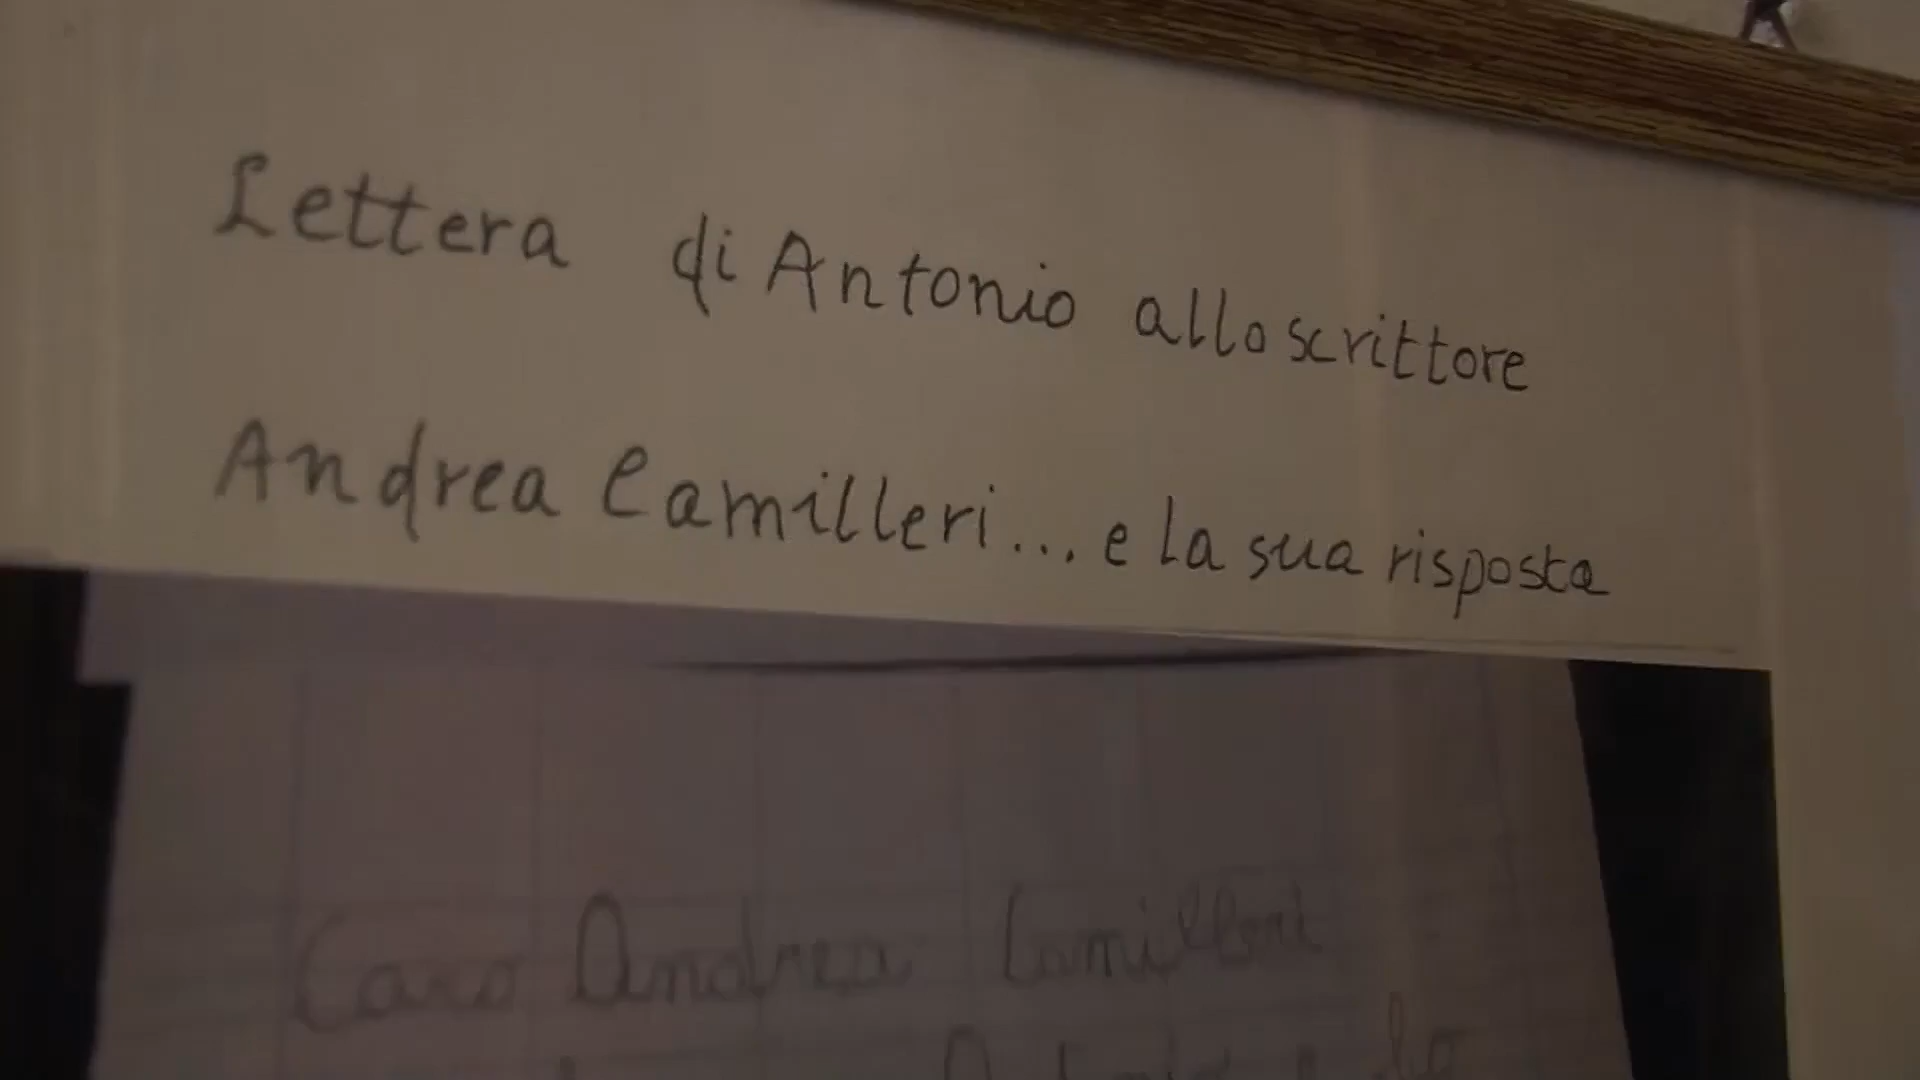 Lettera di Antonio allo scrittore
Andrea Camilleri... e la sua risposta
Caro Andrea Camilleri